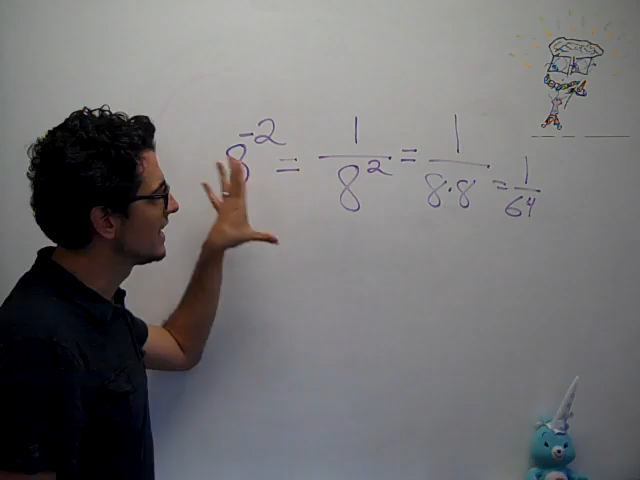 8^-2 = 1/8^2 = 1/8·8 = 1/64